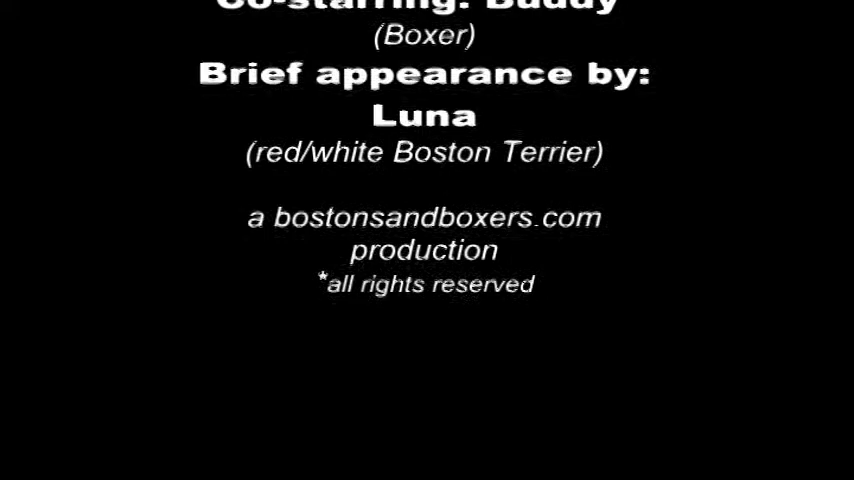 Co-starring: Buddy
(Boxer)
Brief appearance by:
Luna
(red/white Boston Terrier)
a bostonsandboxers.com
production
*all rights reserved